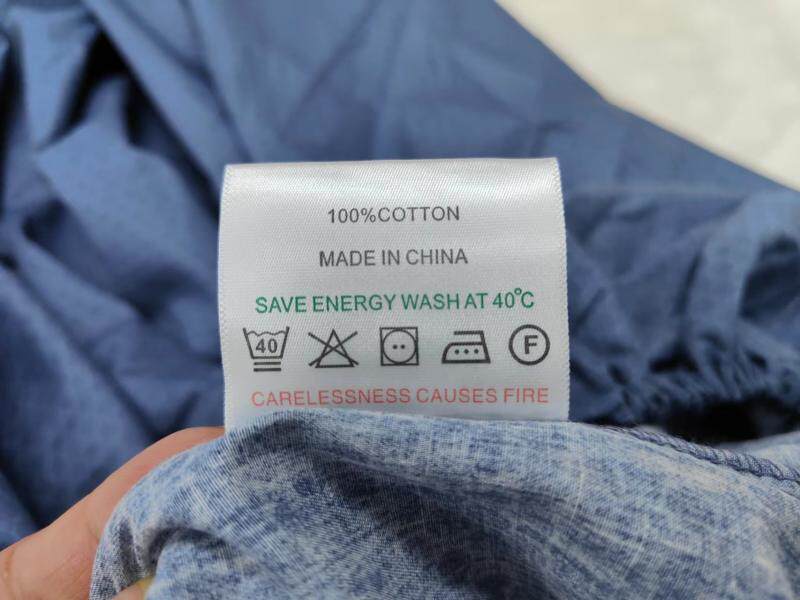 100%COTTON
MADE IN CHINA
SAVE ENERGY WASH AT 40°C
40 F
CARELESSNESS CAUSES FIRE